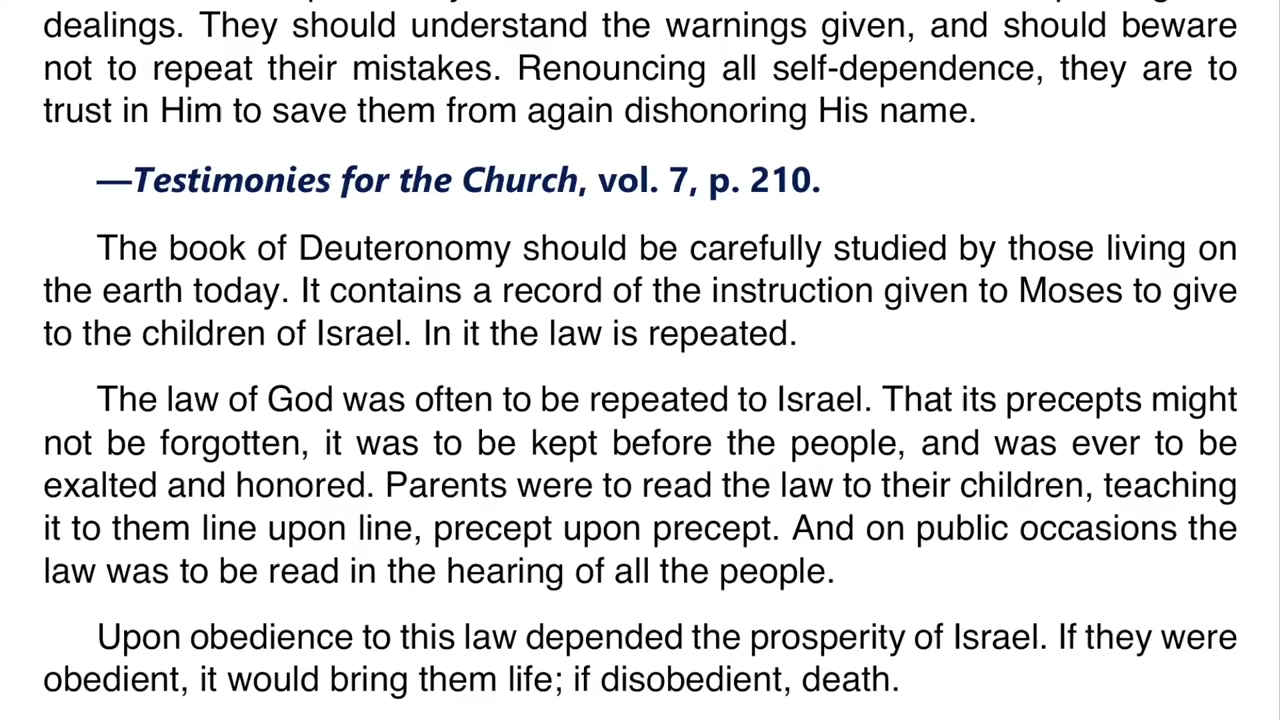 dealings. They should understand the warnings given, and should beware
not to repeat their mistakes. Renouncing all self-dependence, they are to
trust in Him to save them from again dishonoring His name.
—Testimonies for the Church, vol. 7, p. 210.
The book of Deuteronomy should be carefully studied by those living on
the earth today. It contains a record of the instruction given to Moses to give
to the children of Israel. In it the law is repeated.
The law of God was often to be repeated to Israel. That its precepts might
not be forgotten, it was to be kept before the people, and was ever to be
exalted and honored. Parents were to read the law to their children, teaching
it to them line upon line, precept upon precept. And on public occasions the
law was to be read in the hearing of all the people.
Upon obedience to this law depended the prosperity of Israel. If they were
obedient, it would bring them life; if disobedient, death.